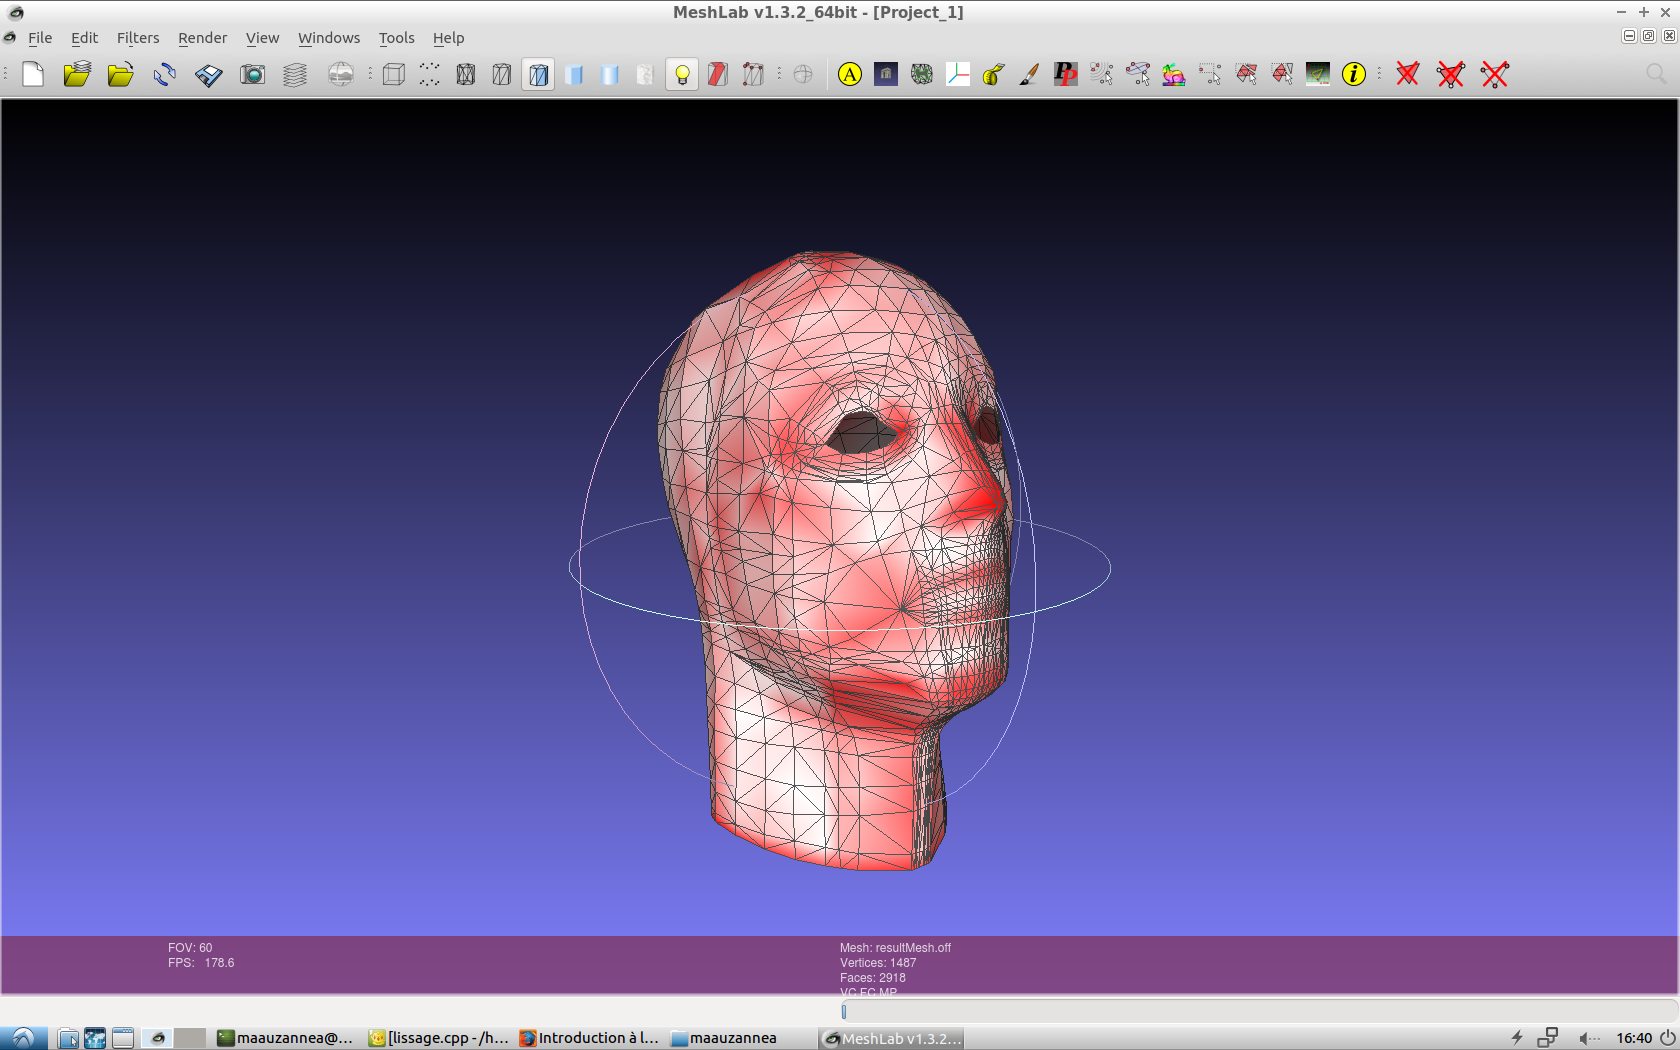 MeshLab v1.3.2_64bit - [Project_1]
File Edit Filters Render View Windows Tools Help
A
PP
i
FOV: 60
FPS: 178.6
Mesh: resultMesh.off
Vertices: 1487
Faces: 2918
VC FC MP
maauzannea@... [lissage.cpp - /h... Introduction à l... maauzannea MeshLab v1.3.2... 16:40